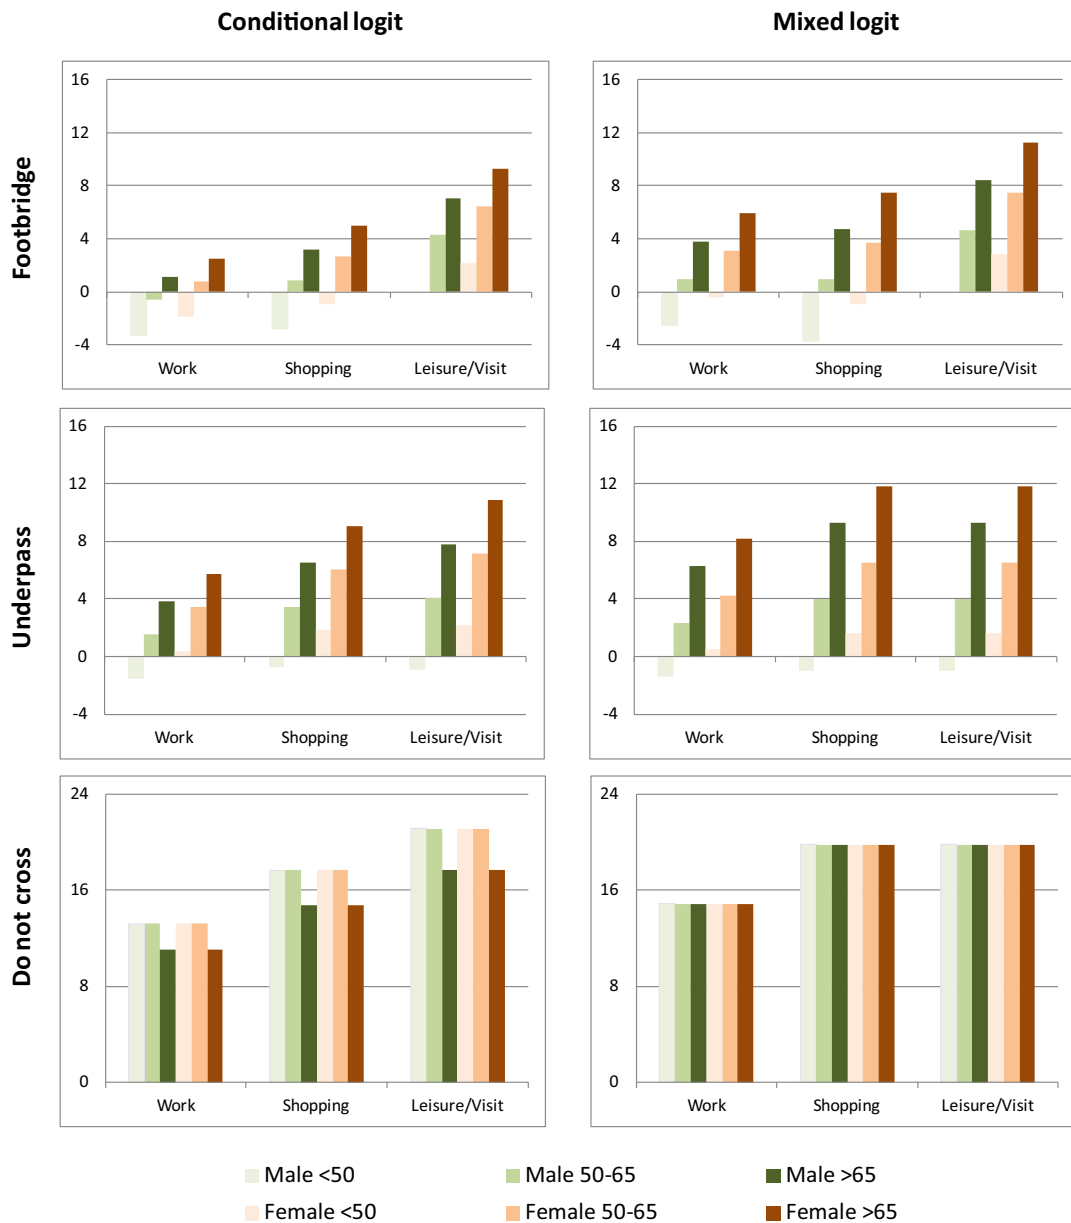 Conditional logit
Mixed logit
Footbridge
16
12
8
4
0
-4
Work
Shopping
Leisure/Visit
16
12
8
4
0
-4
Work
Shopping
Leisure/Visit
Underpass
16
12
8
4
0
-4
Work
Shopping
Leisure/Visit
16
12
8
4
0
-4
Work
Shopping
Leisure/Visit
Do not cross
24
16
8
0
Work
Shopping
Leisure/Visit
24
16
8
0
Work
Shopping
Leisure/Visit
Male <50
Male 50-65
Male >65
Female <50
Female 50-65
Female >65